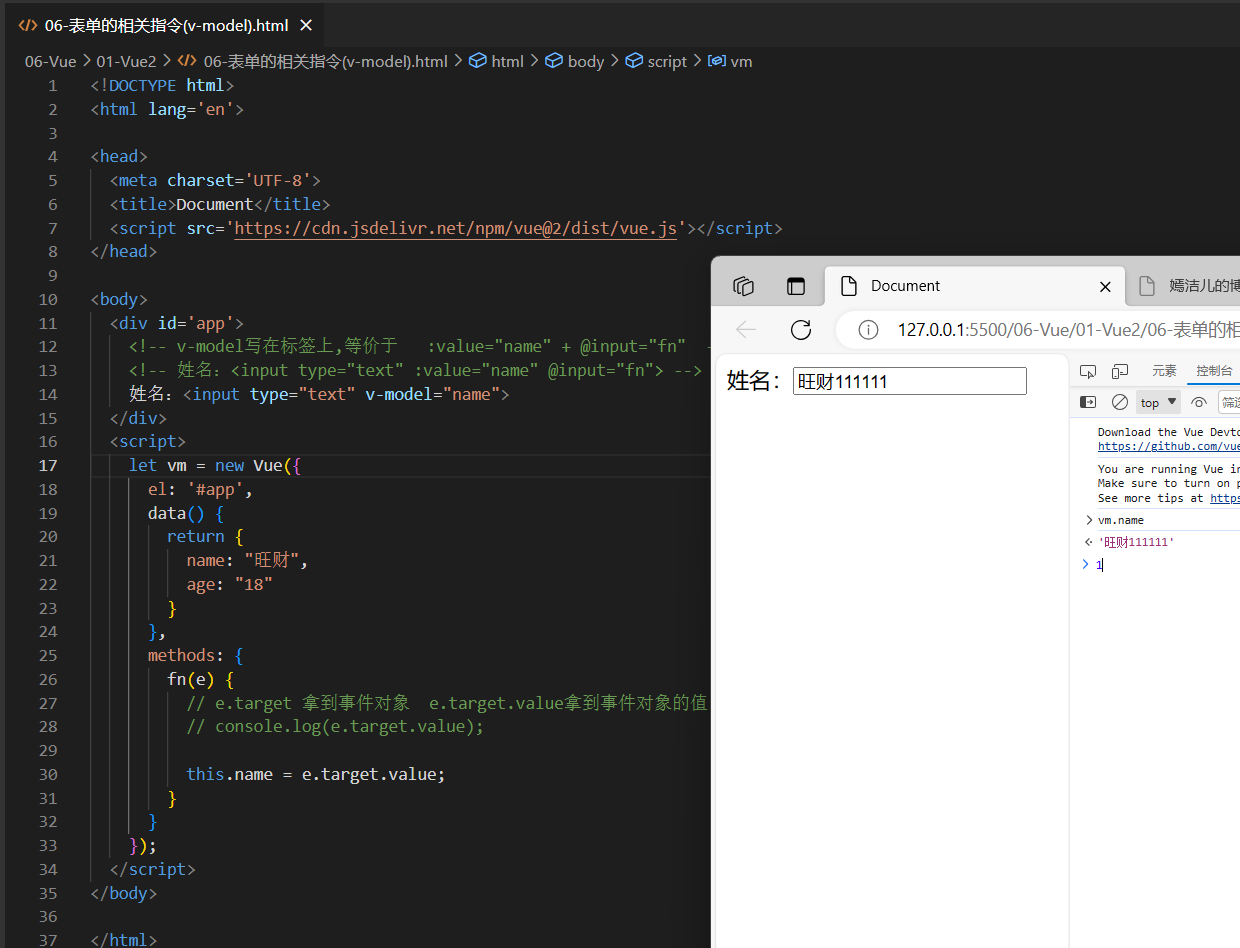 06-表单的相关指令(v-model).html
06-Vue > 01-Vue2 > 06-表单的相关指令(v-model).html > html > body > script > vm
1 <!DOCTYPE html>
2 <html lang='en'>
3
4 <head>
5 <meta charset='UTF-8'>
6 <title>Document</title>
7 <script src='https://cdn.jsdelivr.net/npm/vue@2/dist/vue.js'></script>
8 </head>
9
10 <body>
11 <div id='app'>
12 <!-- v-model写在标签上,等价于 :value="name" + @input="fn" -
13 <!-- 姓名：<input type="text" :value="name" @input="fn"> -->
14 姓名：<input type="text" v-model="name">
15 </div>
16 <script>
17 let vm = new Vue({
18 el: '#app',
19 data() {
20 return {
21 name: "旺财",
22 age: "18"
23 }
24 },
25 methods: {
26 fn(e) {
27 // e.target 拿到事件对象 e.target.value拿到事件对象的值
28 // console.log(e.target.value);
29
30 this.name = e.target.value;
31 }
32 }
33 });
34 </script>
35 </body>
36
37 </html>
Document
嫣洁儿的博
127.0.0.1:5500/06-Vue/01-Vue2/06-表单的相
姓名：旺财111111
元素 控制台
top
筛选
Download the Vue Devto
https://github.com/vue
You are running Vue in
Make sure to turn on p
See more tips at https
> vm.name
'旺财111111'
> 1